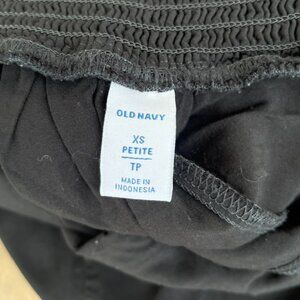 OLD NAVY
XS
PETITE
TP
MADE IN
INDONESIA